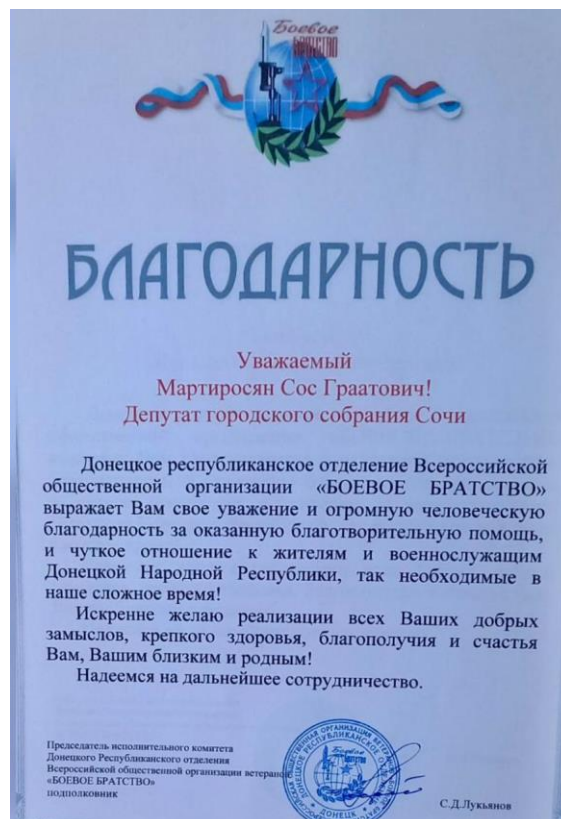 Боевое
БРАТСТВО
БЛАГОДАРНОСТЬ
Уважаемый
Мартиросян Сос Граатович!
Депутат городского собрания Сочи
Донецкое республиканское отделение Всероссийской
общественной организации «БОЕВОЕ БРАТСТВО»
выражает Вам свое уважение и огромную человеческую
благодарность за оказанную благотворительную помощь,
и чуткое отношение к жителям и военнослужащим
Донецкой Народной Республики, так необходимые в
наше сложное время!
Искренне желаю реализации всех Ваших добрых
замыслов, крепкого здоровья, благополучия и счастья
Вам, Вашим близким и родным!
Надеемся на дальнейшее сотрудничество.
Председатель исполнительного комитета
Донецкого Республиканского отделения
Всероссийской общественной организации ветеранов
«БОЕВОЕ БРАТСТВО»
подполковник
С.Д.Лукьянов
Боевое
ДОНЕЦК